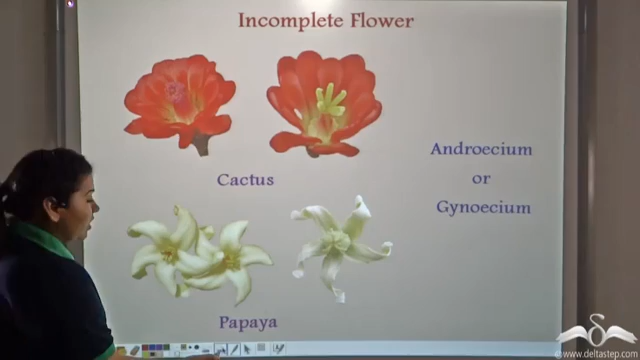 Incomplete Flower
Cactus
Androecium
or
Gynoecium
Papaya
www.deltastep.com